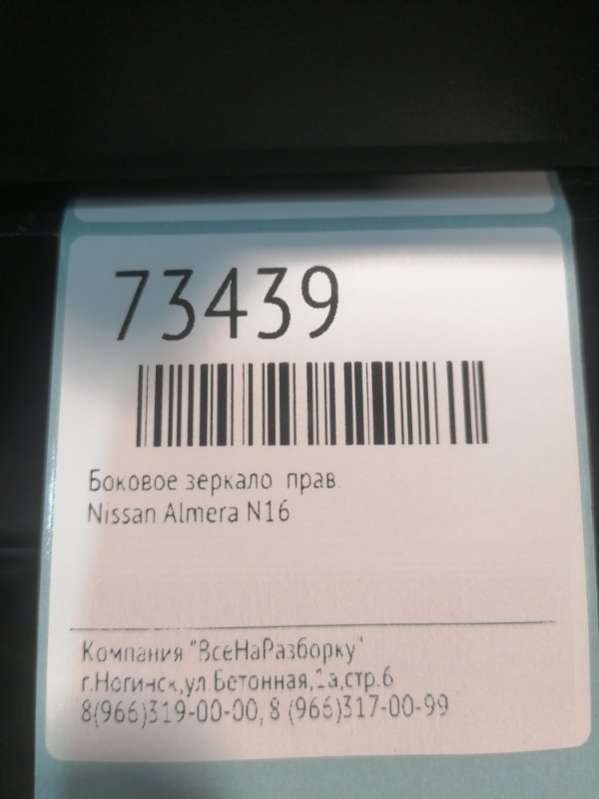 73439
Боковое зеркало прав.
Nissan Almera N16
Компания "ВсеНаРазборку"
г.Ногинск,ул.Бетонная,1а,стр.6
8(966)319-00-00, 8 (966)317-00-99